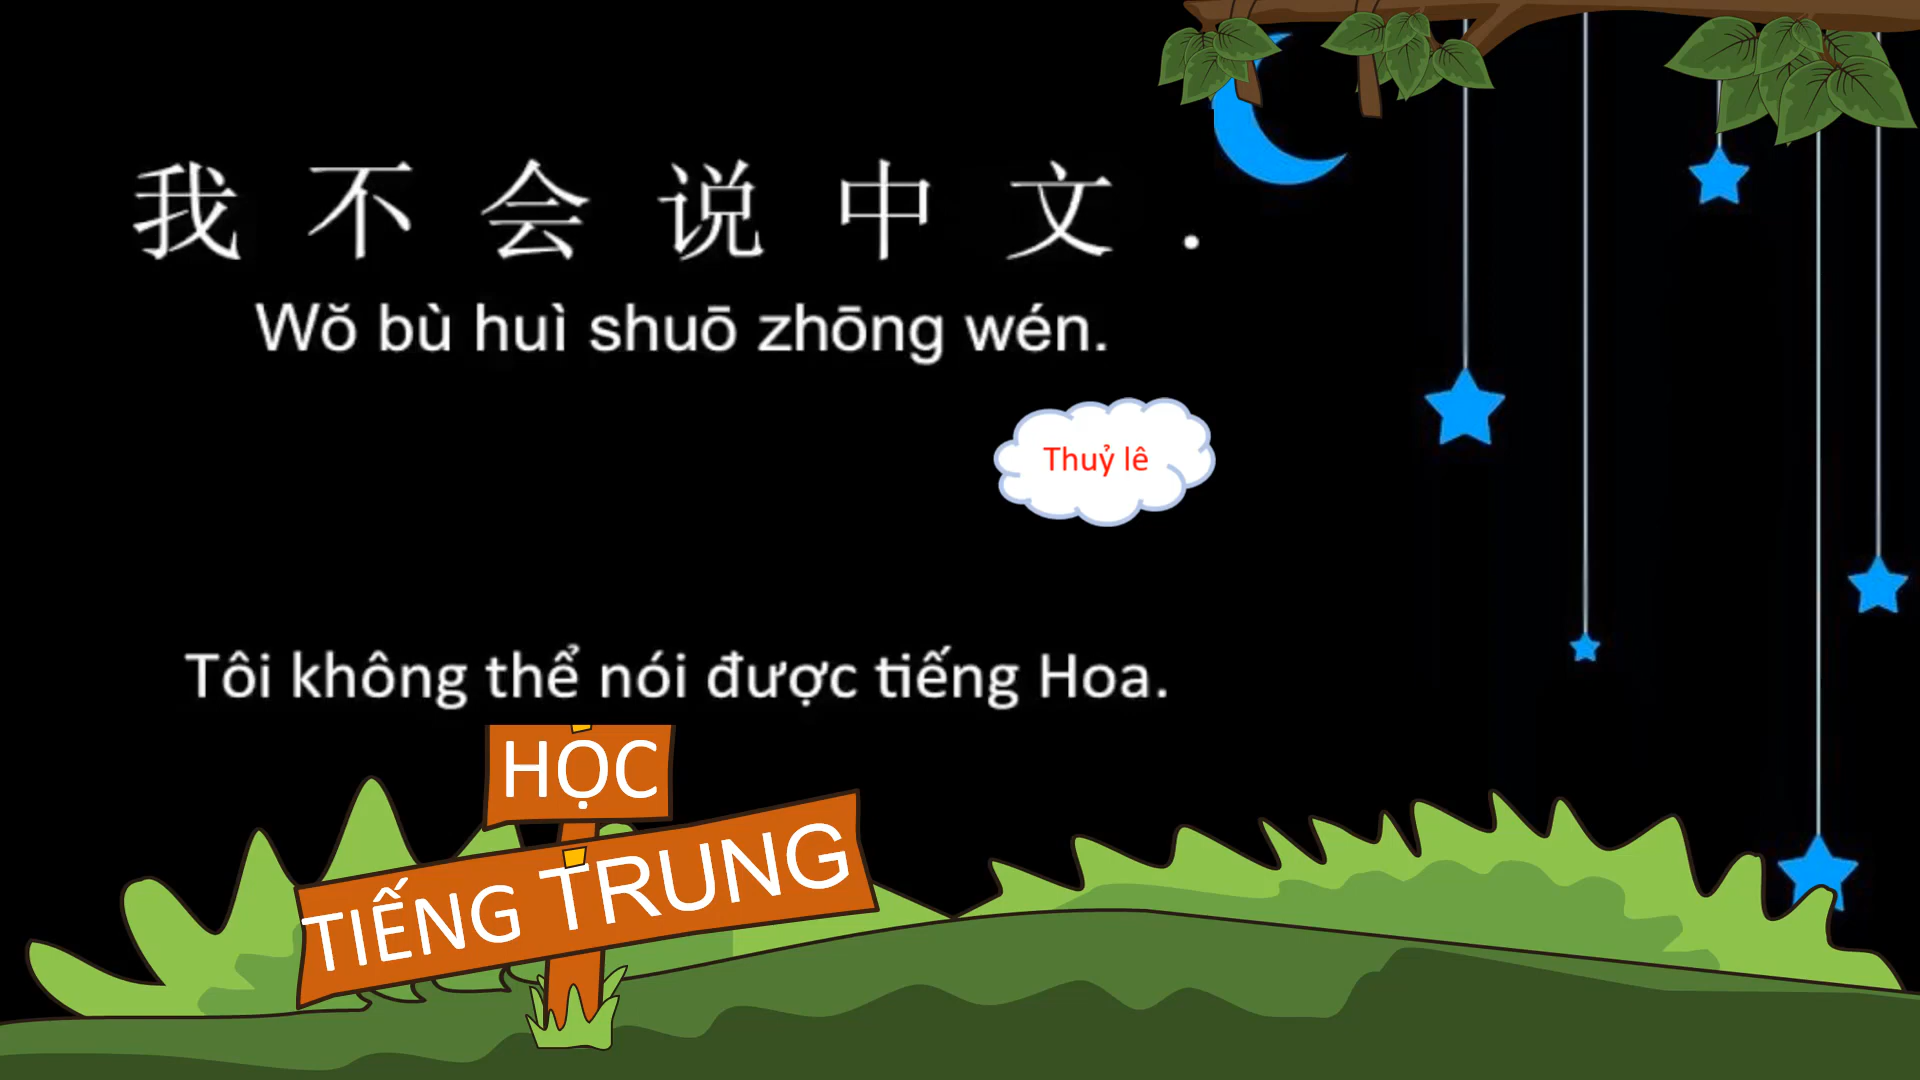 我不会说中文.
Wŏ bù huì shuō zhōng wén.
Thuỷ lê
Tôi không thể nói được tiếng Hoa.
HỌC
TIẾNG TRUNG